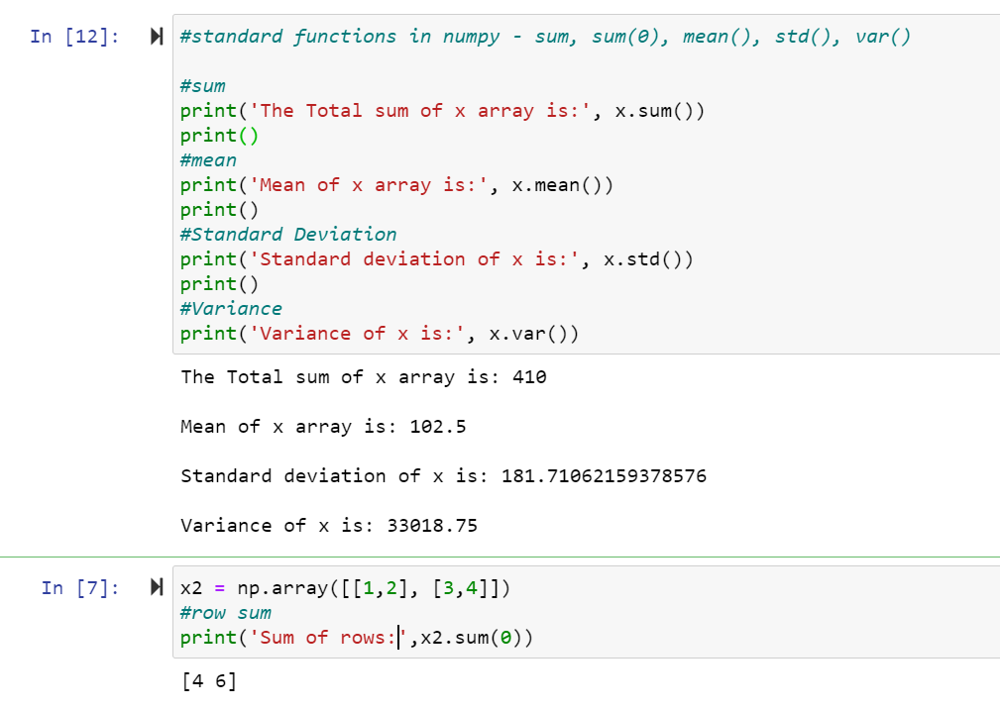 In [12]:
#standard functions in numpy - sum, sum(0), mean(), std(), var()
#sum
print('The Total sum of x array is:', x.sum())
print()
#mean
print('Mean of x array is:', x.mean())
print()
#Standard Deviation
print('Standard deviation of x is:', x.std())
print()
#Variance
print('Variance of x is:', x.var())
The Total sum of x array is: 410
Mean of x array is: 102.5
Standard deviation of x is: 181.71062159378576
Variance of x is: 33018.75
In [7]:
x2 = np.array([[1,2], [3,4]])
#row sum
print('Sum of rows:',x2.sum(0))
[4 6]